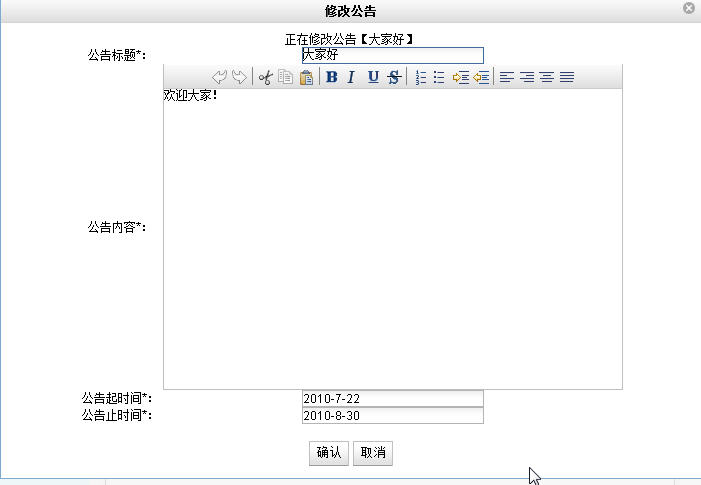 修改公告
正在修改公告【大家好】
公告标题*: 大家好
B I U S
欢迎大家!
公告内容*:
公告起时间*: 2010-7-22
公告止时间*: 2010-8-30
确认 取消